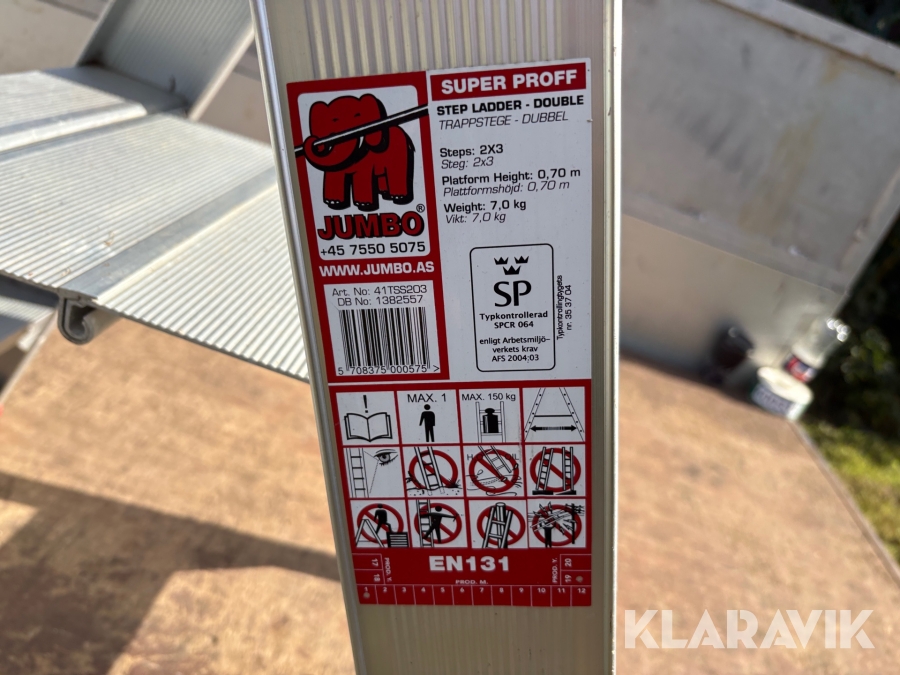 SUPER PROFF
STEP LADDER - DOUBLE
TRAPPSTEGE - DUBBEL
Steps: 2X3
Steg: 2x3
Platform Height: 0,70 m
Plattformshöjd: 0,70 m
Weight: 7,0 kg
Vikt: 7,0 kg
JUMBO®
+45 7550 5075
WWW.JUMBO.AS
Art. No: 41TSS203
DB No: 1382557
5 708375 000575 >
SP
Typkontrollerad
SPCR 064
enligt Arbetsmiljö-
verkets krav
AFS 2004:03
Typkontrollintygsta
nr. 35 37 04
MAX. 1
MAX. 150 kg
EN131
17 18 PROD. Y.
PROD. Y. 19 20
PROD. M.
1 2 3 4 5 6 7 8 9 10 11 12
KLARAVIK